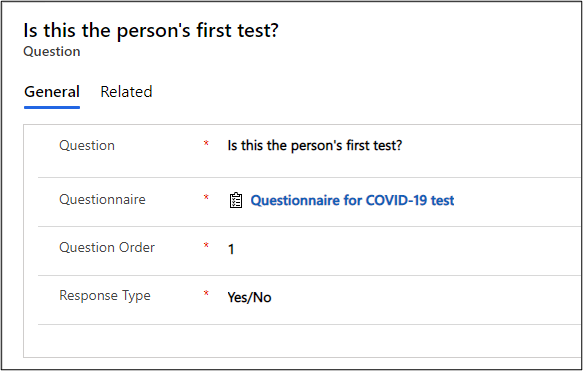 Is this the person's first test?
Question
General Related
Question * Is this the person's first test?
Questionnaire * Questionnaire for COVID-19 test
Question Order * 1
Response Type * Yes/No